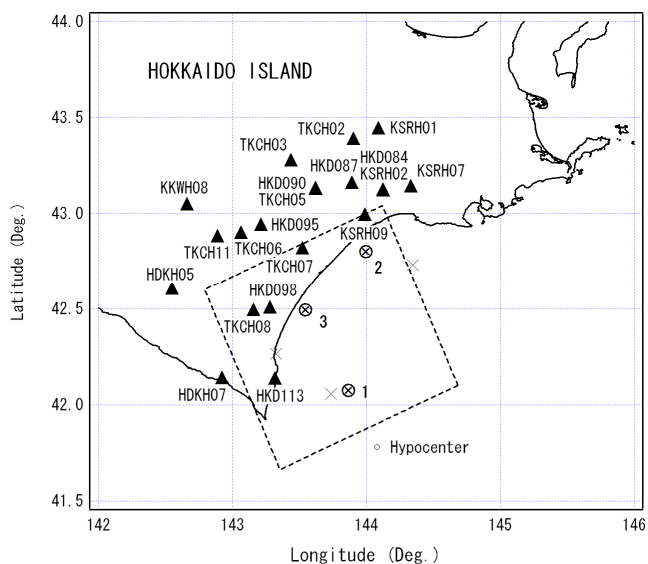 44.0
HOKKAIDO ISLAND
43.5
TKCH02
KSRH01
TKCH03
HKD084
HKD087
KSRH02
KSRH07
HKD090
TKCH05
KKWH08
43.0
HKD095
KSRH09
TKCH11
TKCH06
TKCH07
2
HDKH05
HKD098
42.5
3
TKCH08
HDKH07
HKD113
1
42.0
Hypocenter
41.5
142
143
144
145
146
Longitude (Deg.)
Latitude (Deg.)